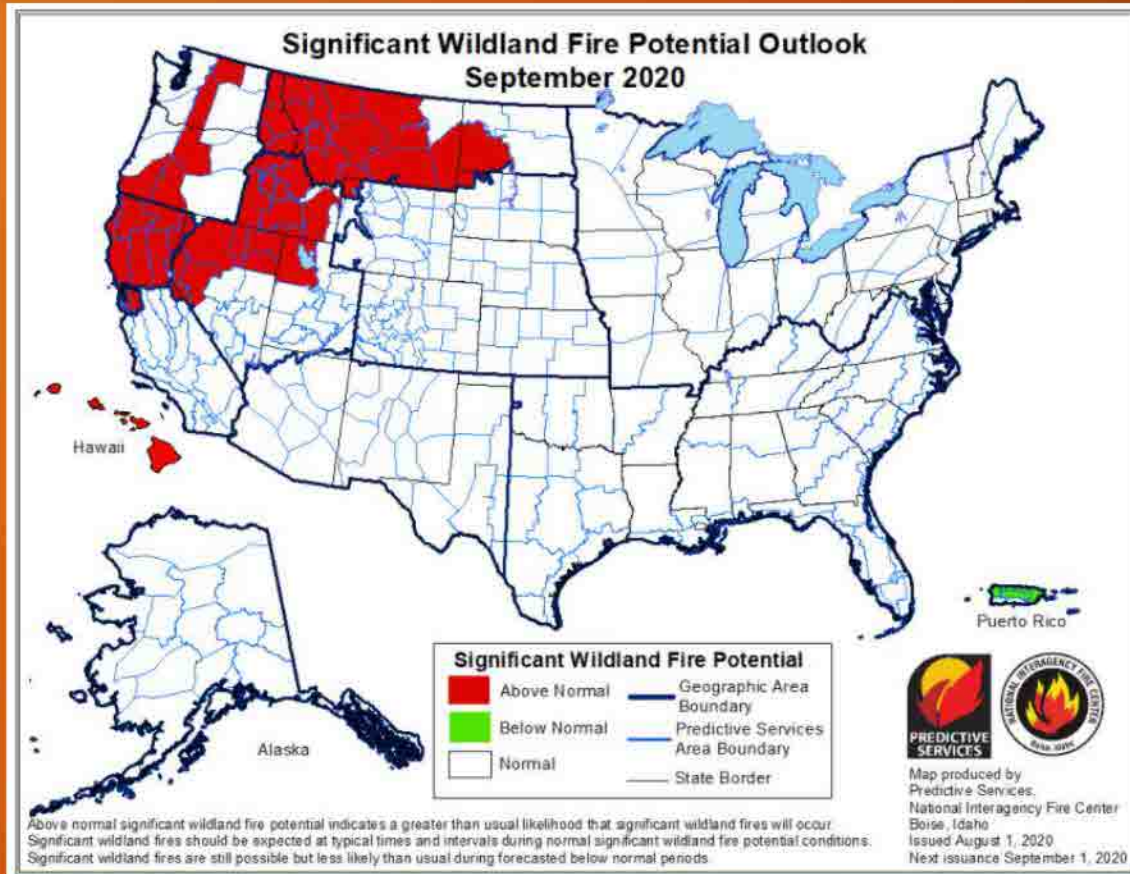 Significant Wildland Fire Potential Outlook
September 2020
Hawaii
Alaska
Puerto Rico
Significant Wildland Fire Potential
Above Normal
Below Normal
Normal
Geographic Area
Boundary
Predictive Services
Area Boundary
State Border
PREDICTIVE
SERVICES
NATIONAL INTERAGENCY FIRE CENTER
Boise, Idaho
Map produced by
Predictive Services,
National Interagency Fire Center
Boise, Idaho
Issued August 1, 2020
Next issuance September 1, 2020
Above normal significant wildland fire potential indicates a greater than usual likelihood that significant wildland fires will occur.
Significant wildland fires should be expected at typical times and intervals during normal significant wildland fire potential conditions.
Significant wildland fires are still possible but less likely than usual during forecasted below normal periods.